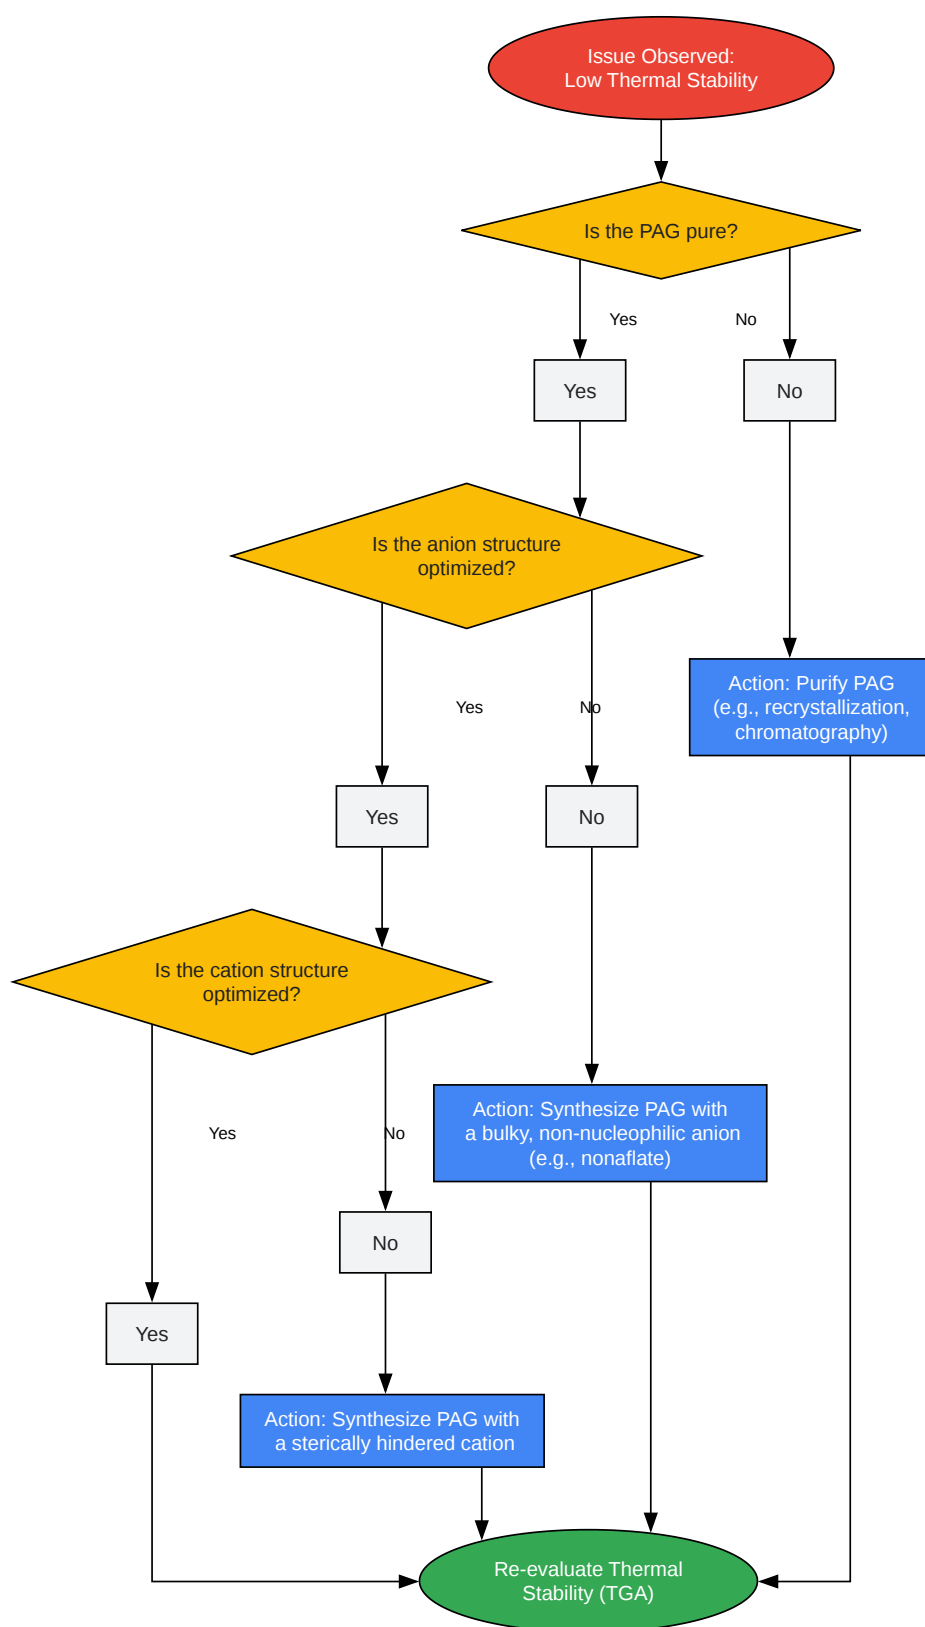 Issue Observed:
Low Thermal Stability
Is the PAG pure?
Yes
No
Yes
No
Is the anion structure
optimized?
Action: Purify PAG
(e.g., recrystallization,
chromatography)
Yes
No
Yes
No
Is the cation structure
optimized?
Action: Synthesize PAG with
a bulky, non-nucleophilic anion
(e.g., nonaflate)
Yes
No
No
Yes
Action: Synthesize PAG with
a sterically hindered cation
Re-evaluate Thermal
Stability (TGA)